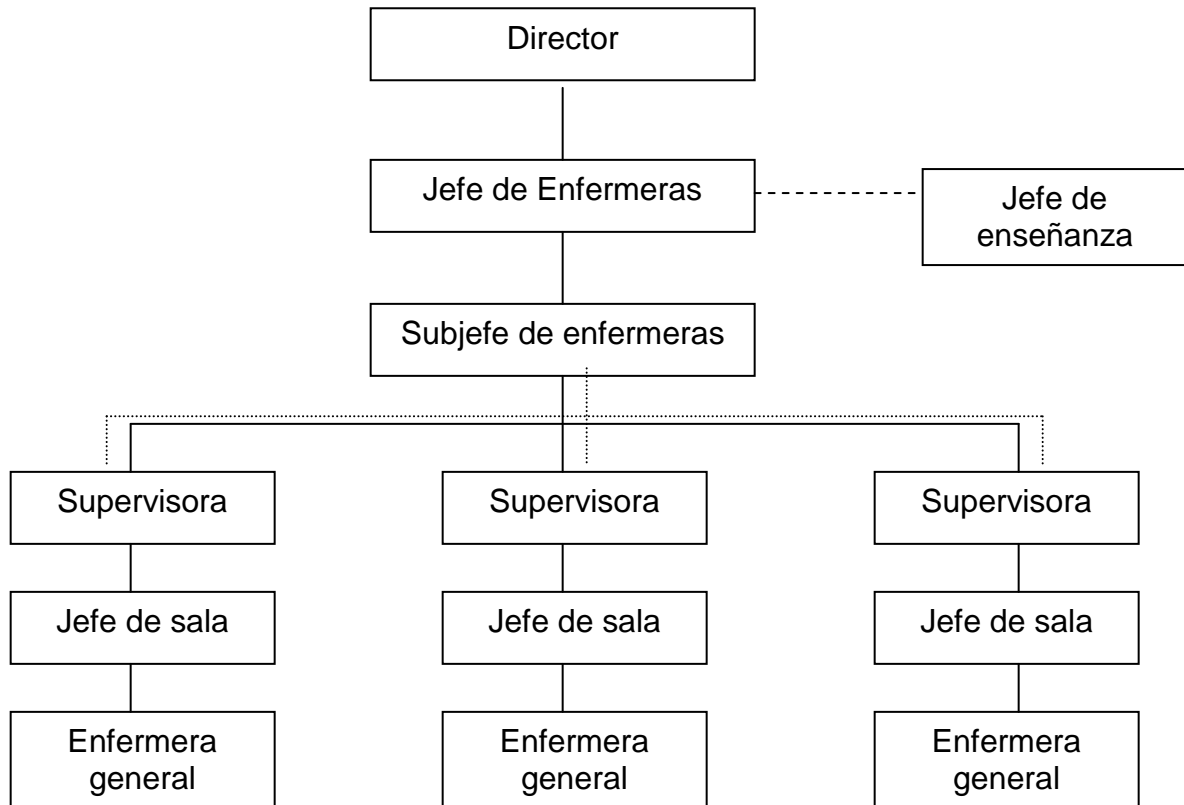 Director
Jefe de Enfermeras
Jefe de
enseñanza
Subjefe de enfermeras
Supervisora
Supervisora
Supervisora
Jefe de sala
Jefe de sala
Jefe de sala
Enfermera
general
Enfermera
general
Enfermera
general